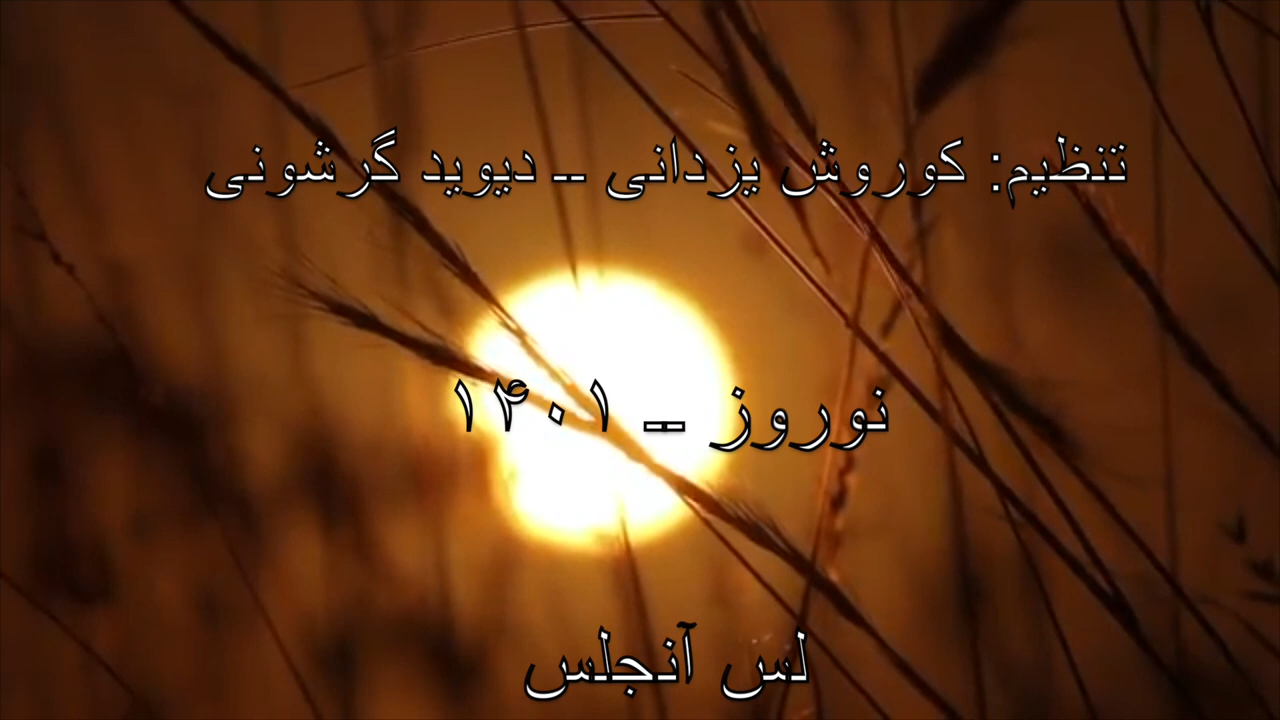 تنظیم: کوروش یزدانی ـ دیوید گرشونی
نوروز ـ ۱۴۰۱
لس آنجلس